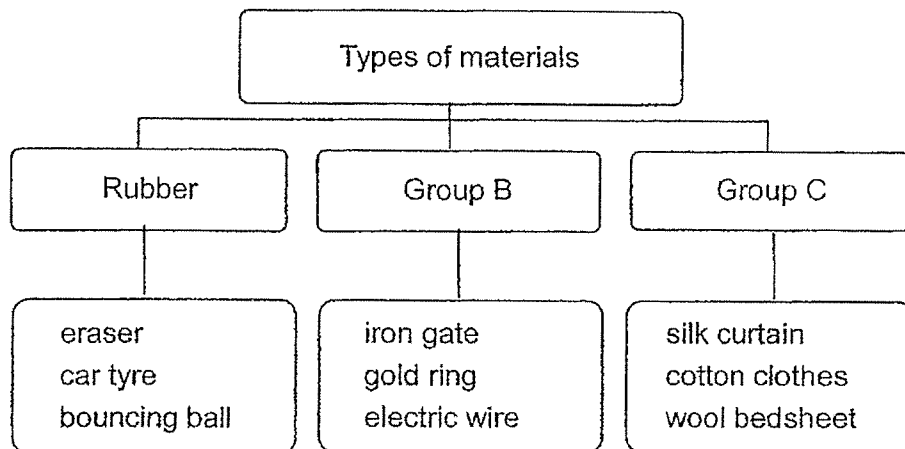 Types of materials
Rubber
Group B
Group C
eraser
car tyre
bouncing ball
iron gate
gold ring
electric wire
silk curtain
cotton clothes
wool bedsheet